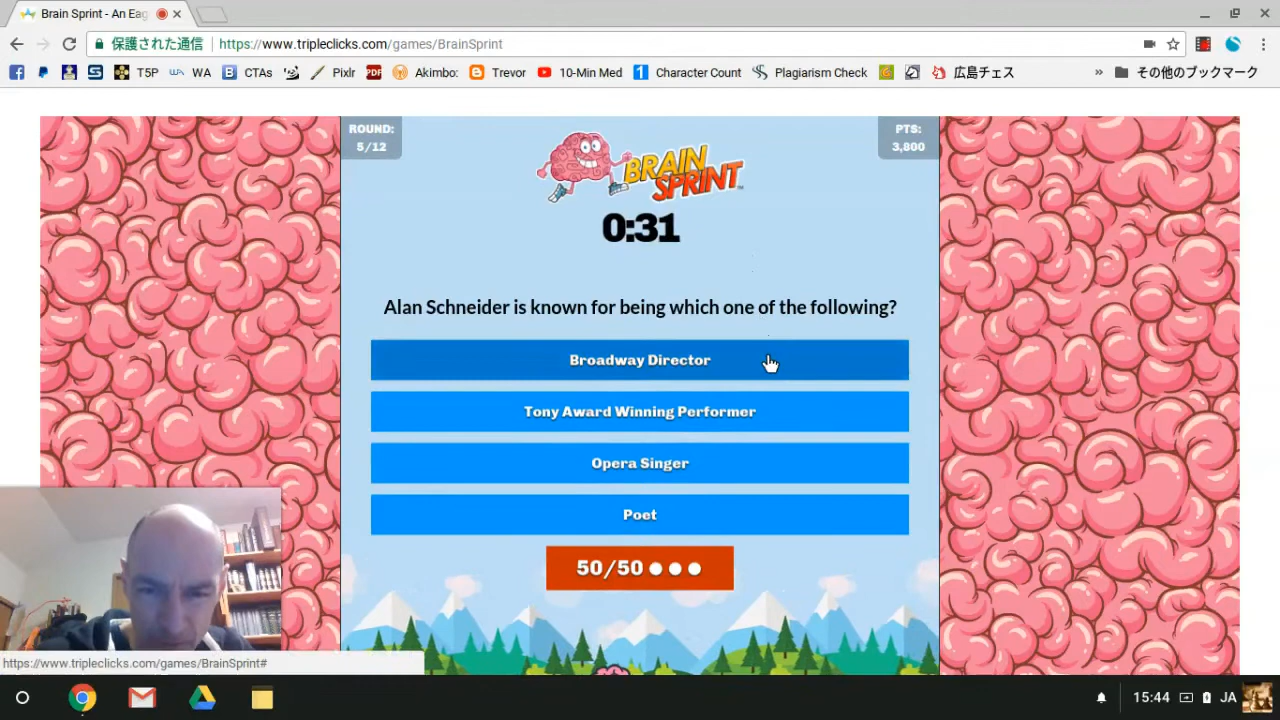 Brain Sprint - An Eag
保護された通信
https://www.tripleclicks.com/games/BrainSprint
T5P
WA
CTAs
Pixlr
PDF
Akimbo:
Trevor
10-Min Med
1
Character Count
Plagiarism Check
広島チェス
»
その他のブックマーク
ROUND:
5/12
BRAIN
SPRINT
PTS:
3,800
0:31
Alan Schneider is known for being which one of the following?
Broadway Director
Tony Award Winning Performer
Opera Singer
Poet
50/50
https://www.tripleclicks.com/games/BrainSprint#
15:44
JA